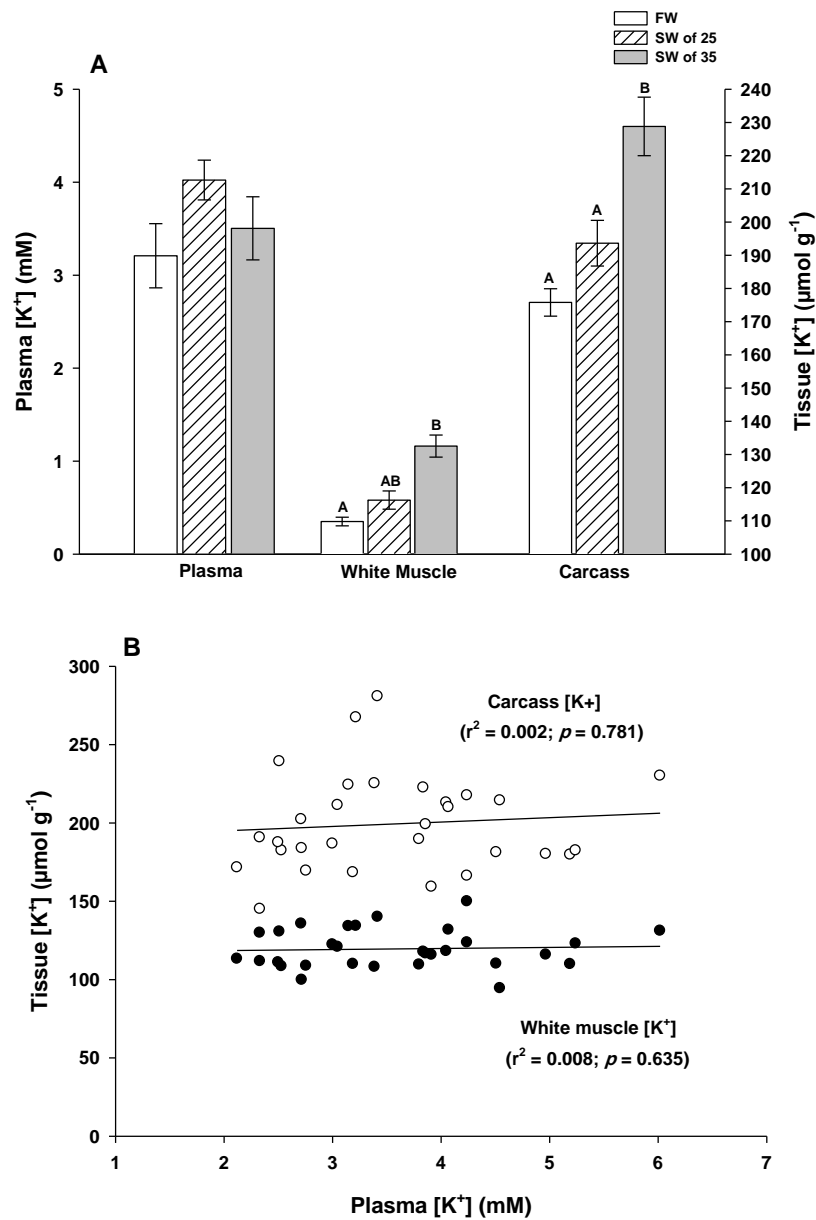 FW
SW of 25
SW of 35
A
Plasma [K⁺] (mM)
5
4
3
2
1
0
A
AB
B
A
A
B
Plasma
White Muscle
Carcass
240
230
220
210
200
190
180
170
160
150
140
130
120
110
100
Tissue [K⁺] (µmol g⁻¹)
B
Tissue [K⁺] (µmol g⁻¹)
300
250
200
150
100
50
0
Carcass [K+]
(r² = 0.002; p = 0.781)
White muscle [K⁺]
(r² = 0.008; p = 0.635)
1 2 3 4 5 6 7
Plasma [K⁺] (mM)